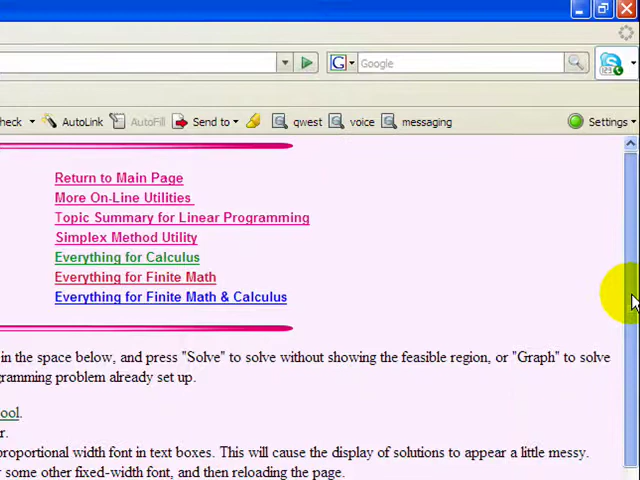 Google
heck AutoLink AutoFill Send to qwest voice messaging Settings
Return to Main Page
More On-Line Utilities
Topic Summary for Linear Programming
Simplex Method Utility
Everything for Calculus
Everything for Finite Math
Everything for Finite Math & Calculus
in the space below, and press "Solve" to solve without showing the feasible region, or "Graph" to solve
gramming problem already set up.
ool.
r.
proportional width font in text boxes. This will cause the display of solutions to appear a little messy.
r some other fixed-width font, and then reloading the page.